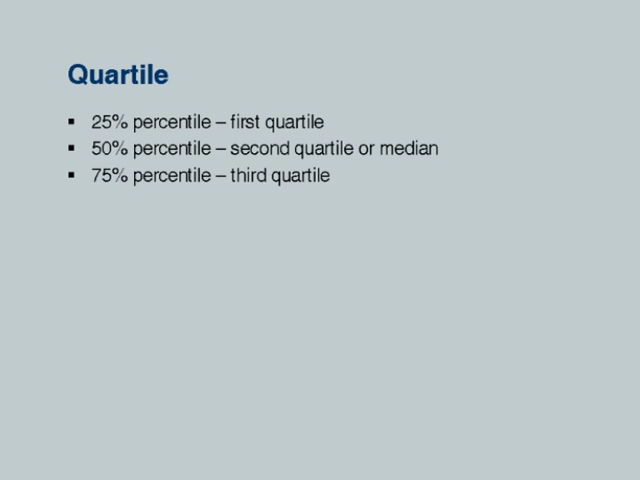 Quartile
▪ 25% percentile – first quartile
▪ 50% percentile – second quartile or median
▪ 75% percentile – third quartile